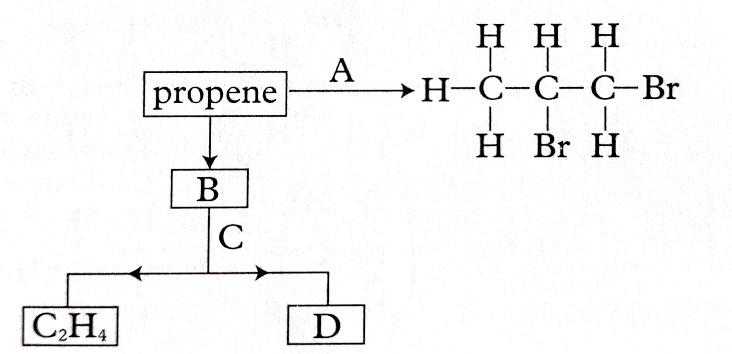 H H H
propene A H—C—C—C—Br
H Br H
B
C
C₂H₄ D